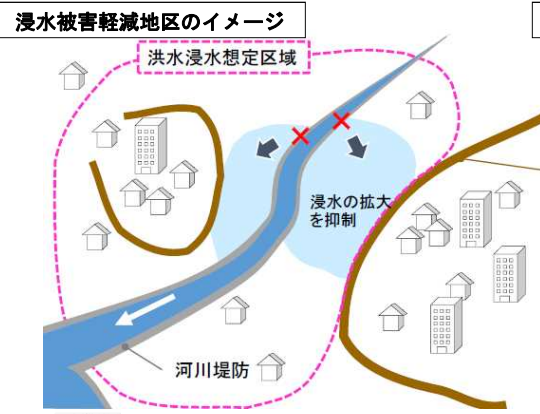 浸水被害軽減地区のイメージ
洪水浸水想定区域
浸水の拡大
を抑制
河川堤防